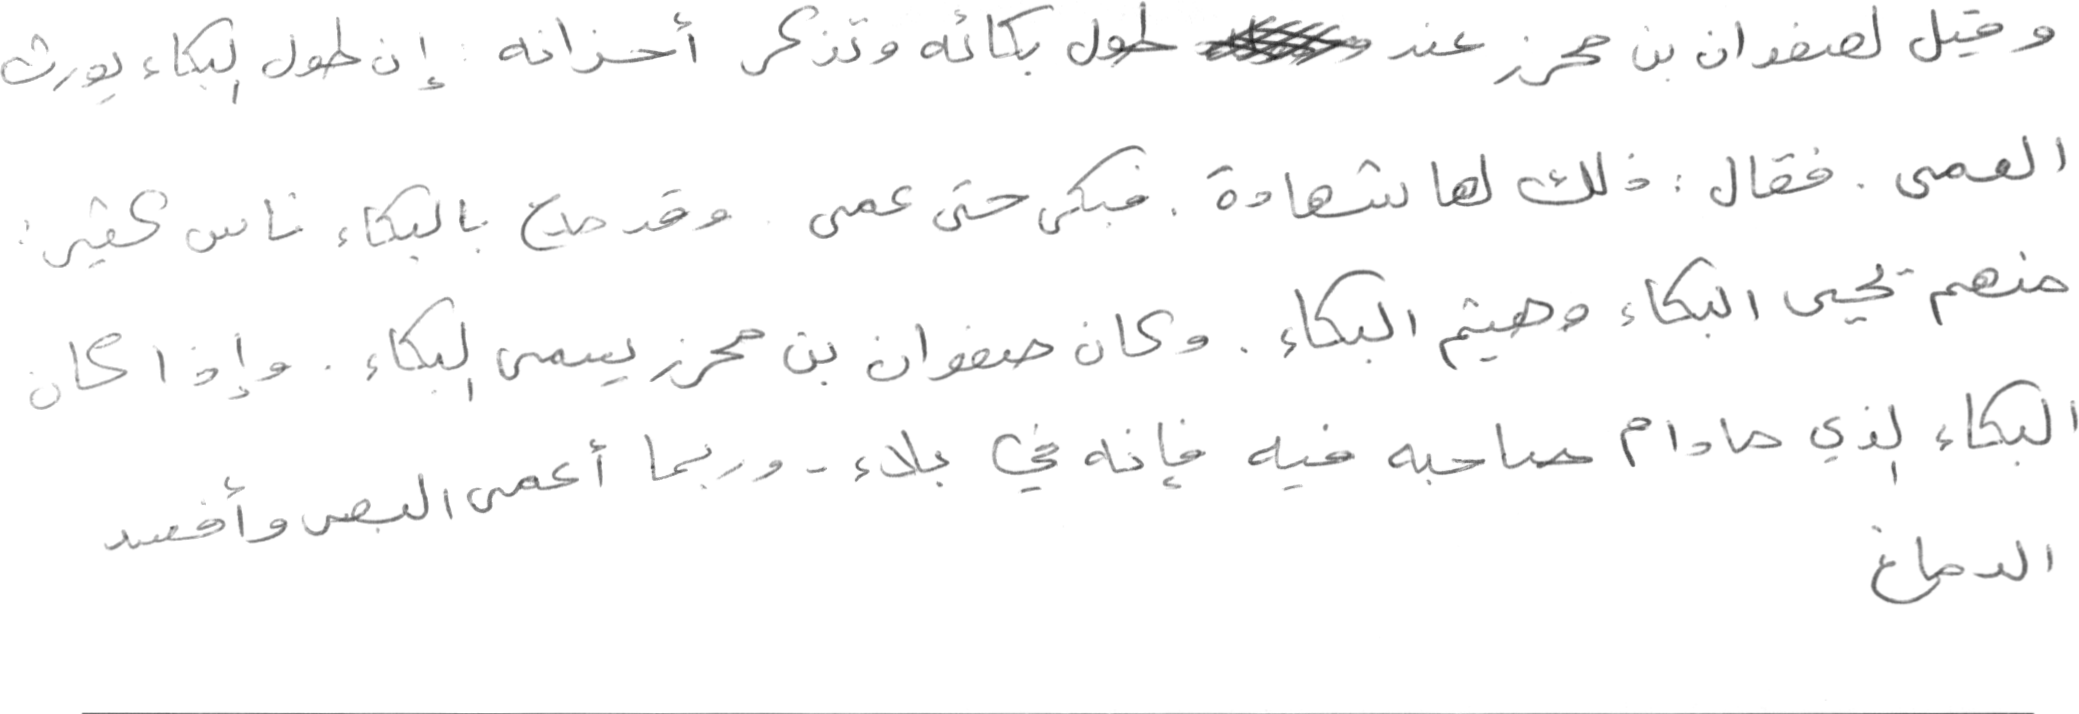 وقيل لصفوان بن محرز عند طول بكائه وتذكر أحزانه : إن طول البكاء يورث
العمى . فقال : ذلك لها شهادة . فبكى حتى عمى . وقد مدح بالبكاء ناس كثير :
منهم يحيى البكاء وهيثم البكاء . وكان صفوان بن محرز يسمى البكاء . وإذا كان
البكاء الذي مادام صاحبه فيه فإنه في بلاء - وربما أعمى البصر وأفسد
الدماغ